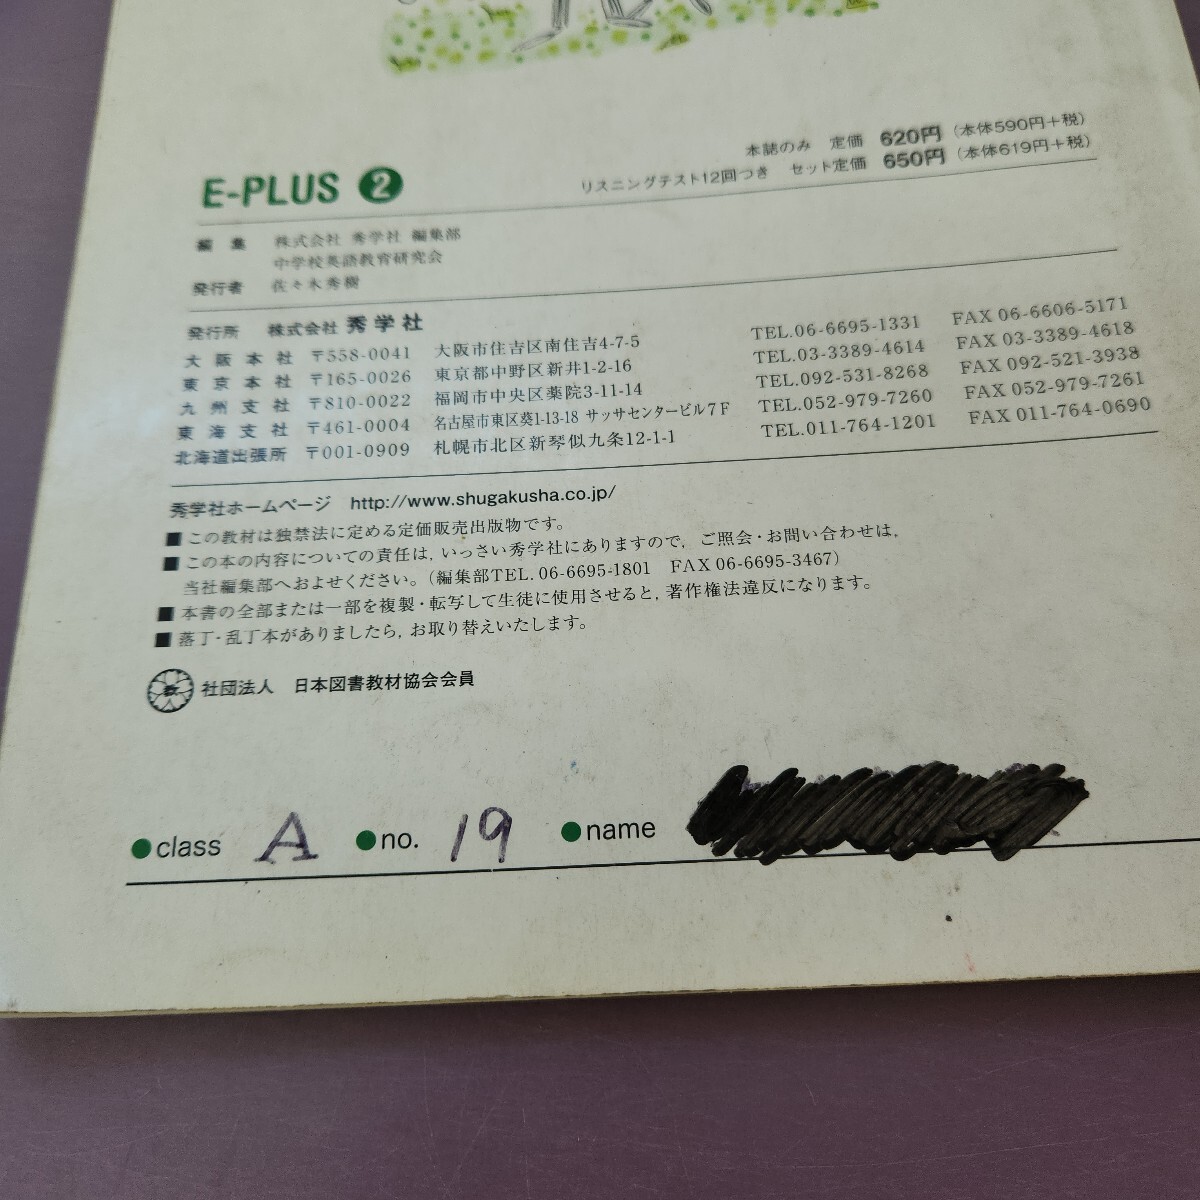 本誌のみ 定価 620円 (本体590円+税)
リスニングテスト12回つき セット定価 650円 (本体619円+税)
E-PLUS 2
編集 株式会社 秀学社 編集部
中学校英語教育研究会
発行者 佐々木秀樹
発行所 株式会社 秀学社
大阪本社 〒558-0041 大阪市住吉区南住吉4-7-5 TEL.06-6695-1331 FAX 06-6606-5171
東京本社 〒165-0026 東京都中野区新井1-2-16 TEL.03-3389-4614 FAX 03-3389-4618
九州支社 〒810-0022 福岡市中央区薬院3-11-14 TEL.092-531-8268 FAX 092-521-3938
東海支社 〒461-0004 名古屋市東区葵1-13-18 サッサセンタービル7F TEL.052-979-7260 FAX 052-979-7261
北海道出張所 〒001-0909 札幌市北区新琴似九条12-1-1 TEL.011-764-1201 FAX 011-764-0690
秀学社ホームページ http://www.shugakusha.co.jp/
■この教材は独禁法に定める定価販売出版物です。
■この本の内容についての責任は,いっさい秀学社にありますので,ご照会・お問い合わせは,
当社編集部へおよせください。(編集部TEL.06-6695-1801 FAX 06-6695-3467)
■本書の全部または一部を複製・転写して生徒に使用させると,著作権法違反になります。
■落丁・乱丁本がありましたら,お取り替えいたします。
教 社団法人 日本図書教材協会会員
●class A ●no. 19 ●name